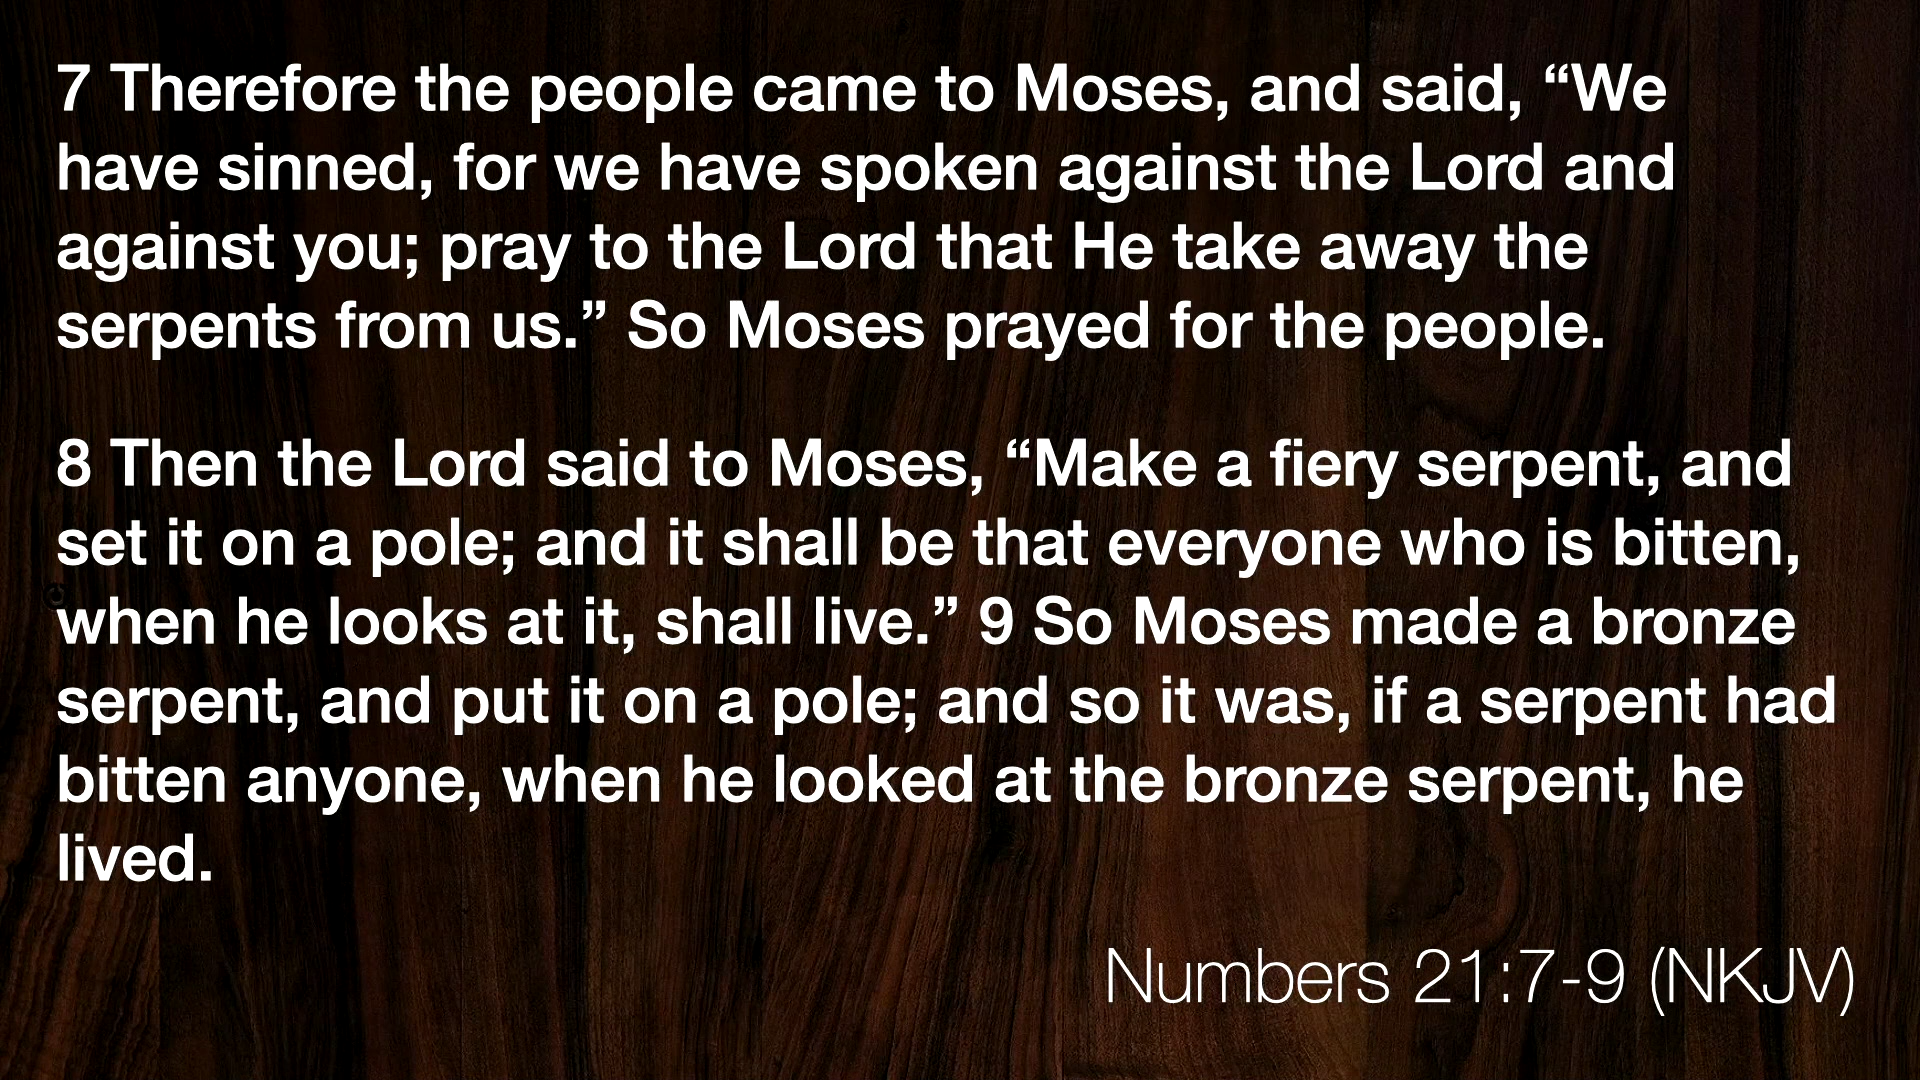 7 Therefore the people came to Moses, and said, “We
have sinned, for we have spoken against the Lord and
against you; pray to the Lord that He take away the
serpents from us.” So Moses prayed for the people.
8 Then the Lord said to Moses, “Make a fiery serpent, and
set it on a pole; and it shall be that everyone who is bitten,
when he looks at it, shall live.” 9 So Moses made a bronze
serpent, and put it on a pole; and so it was, if a serpent had
bitten anyone, when he looked at the bronze serpent, he
lived.
Numbers 21:7-9 (NKJV)